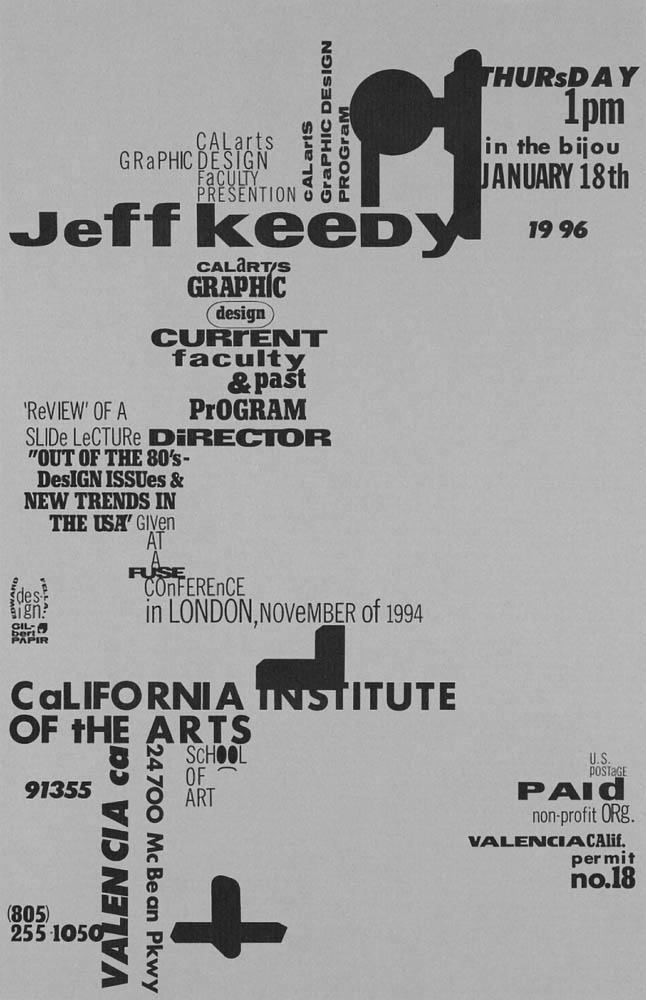 CALarts
GRaPHIC DESIGN
FaCULTY
PRESENTION
CALartS
GraPHIC DESIGN
PROGraM
THURsDAY
1pm
in the bijou
JANUARY 18th
1996
Jeff keeDy
CALaRT/S
GRAPHIC
design
CURrENT
faculty
& past
PrOGRAM
DiRECTOR
'ReVIEW' OF A
SLIDe LeCTURe
"OUT OF THE 80's-
DesIGN ISSUes &
NEW TRENDS IN
THE USA' GIVen
AT
A
FUSE
COnFEREnCE
in LONDON, NOVeMBER of 1994
EDWARD
FELLA
des-
ign:
GIL-
bert
PAPIR
CaLIFORNIA INSTITUTE
OF tHE ARTS
SCHOOL
OF
ART
VALENCIA ca
91355
24700 McBean Pkwy
(805)
255-1050
U.S.
POSTaGE
PAId
non-profit ORg.
VALENCIA CAlif.
permit
no.18